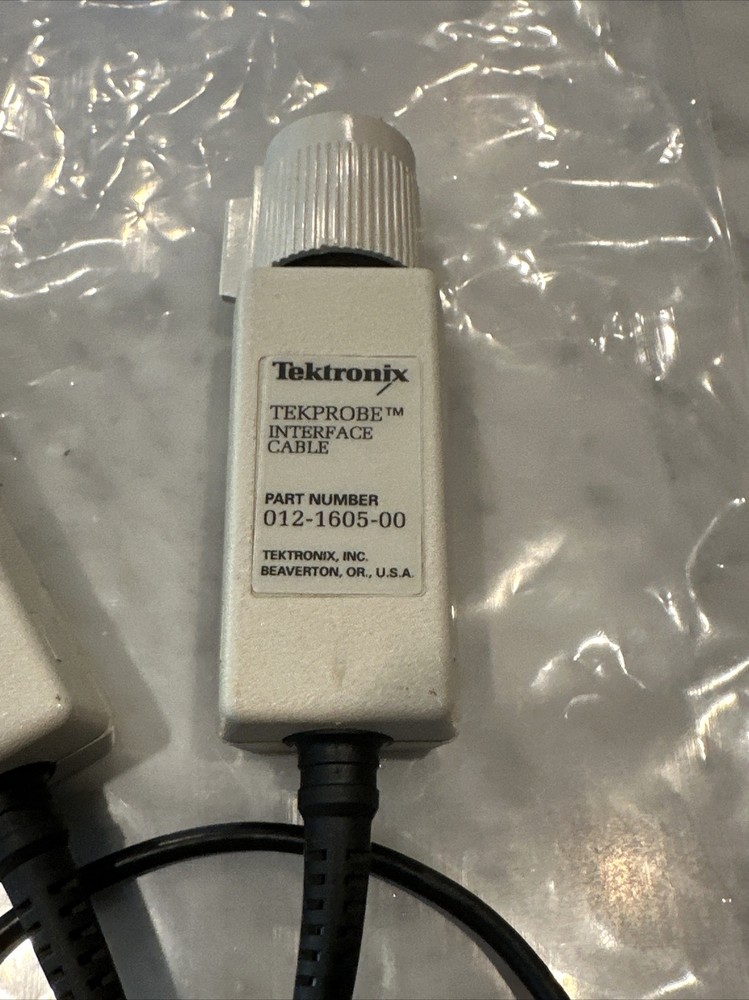 Tektronix
TEKPROBE™
INTERFACE
CABLE
PART NUMBER
012-1605-00
TEKTRONIX, INC.
BEAVERTON, OR., U.S.A.